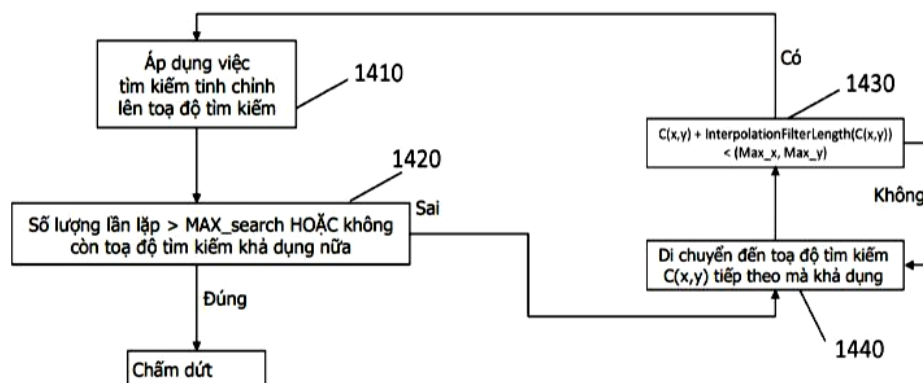 Áp dụng việc
tìm kiếm tinh chỉnh
lên toạ độ tìm kiếm
1410
Có
1430
C(x,y) + InterpolationFilterLength(C(x,y))
< (Max_x, Max_y)
1420
Số lượng lần lặp > MAX_search HOẶC không
còn toạ độ tìm kiếm khả dụng nữa
Sai
Không
Di chuyển đến toạ độ tìm kiếm
C(x,y) tiếp theo mà khả dụng
Đúng
1440
Chấm dứt